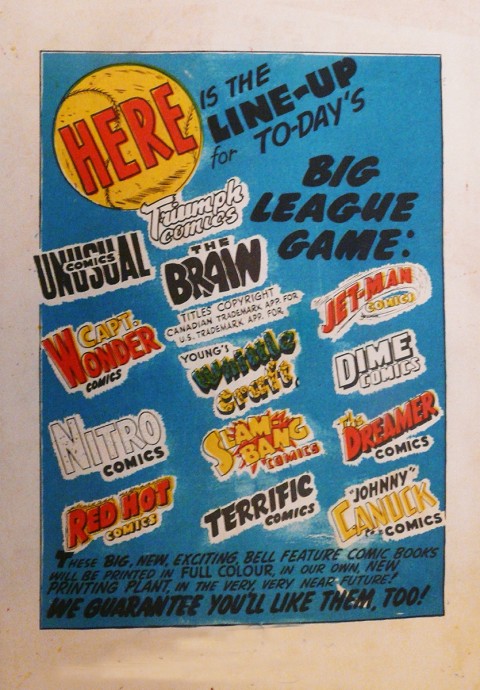 HERE
IS THE
LINE-UP
for TO-DAY'S
BIG
LEAGUE
GAME:
Triumph
COMICS
UNUSUAL
COMICS
THE
BRAIN
TITLES COPYRIGHT
CANADIAN TRADEMARK APP. FOR
U.S. TRADEMARK APP. FOR
JET-MAN
COMICS
CAPT.
WONDER
COMICS
YOUNG'S
Whittle
Craft.
DIME
COMICS
NITRO
COMICS
SLAM-
BANG
COMICS
The
DREAMER
COMICS
RED HOT
COMICS
TERRIFIC
COMICS
"JOHNNY"
CANUCK
COMICS
THESE BIG, NEW, EXCITING, BELL FEATURE COMIC BOOKS
WILL BE PRINTED IN FULL COLOUR, IN OUR OWN, NEW
PRINTING PLANT, IN THE VERY, VERY NEAR FUTURE!
WE GUARANTEE YOU'LL LIKE THEM, TOO!